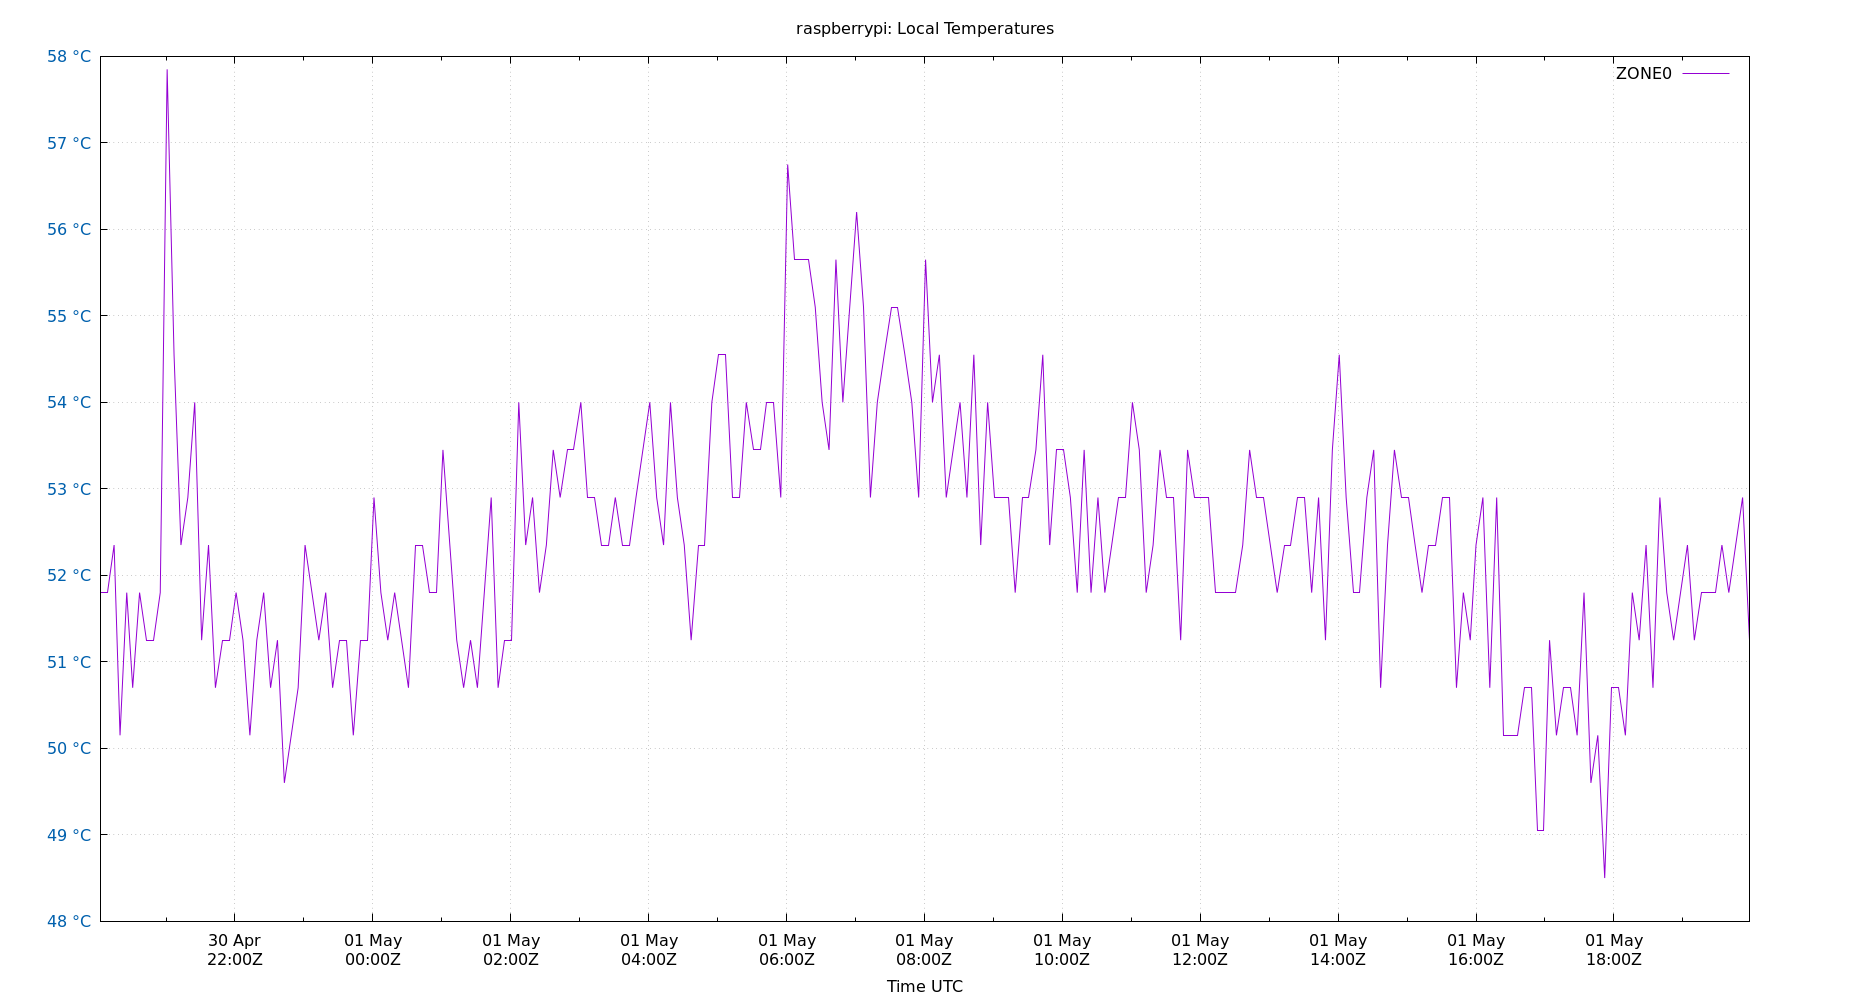 raspberrypi: Local Temperatures
ZONE0
58 °C
57 °C
56 °C
55 °C
54 °C
53 °C
52 °C
51 °C
50 °C
49 °C
48 °C
30 Apr
22:00Z
01 May
00:00Z
01 May
02:00Z
01 May
04:00Z
01 May
06:00Z
01 May
08:00Z
01 May
10:00Z
01 May
12:00Z
01 May
14:00Z
01 May
16:00Z
01 May
18:00Z
Time UTC